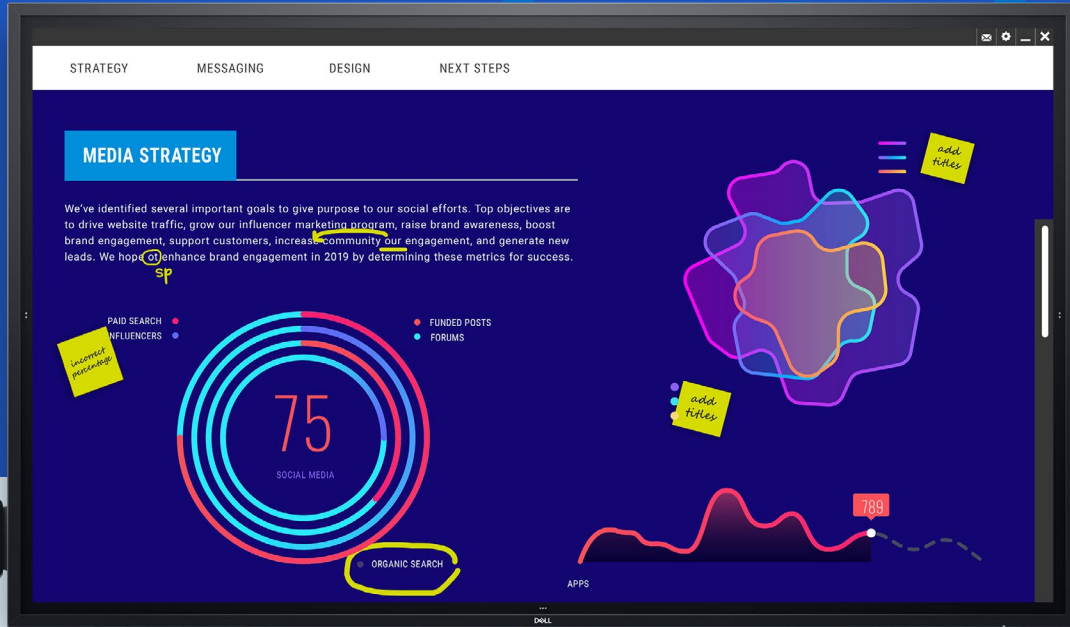 STRATEGY MESSAGING DESIGN NEXT STEPS
MEDIA STRATEGY
We've identified several important goals to give purpose to our social efforts. Top objectives are
to drive website traffic, grow our influencer marketing program, raise brand awareness, boost
brand engagement, support customers, increase community our engagement, and generate new
leads. We hope ot enhance brand engagement in 2019 by determining these metrics for success.
sp
add
titles
PAID SEARCH
NFLUENCERS
incorrect
percentage
FUNDED POSTS
FORUMS
75
SOCIAL MEDIA
ORGANIC SEARCH
add
titles
789
APPS
DELL